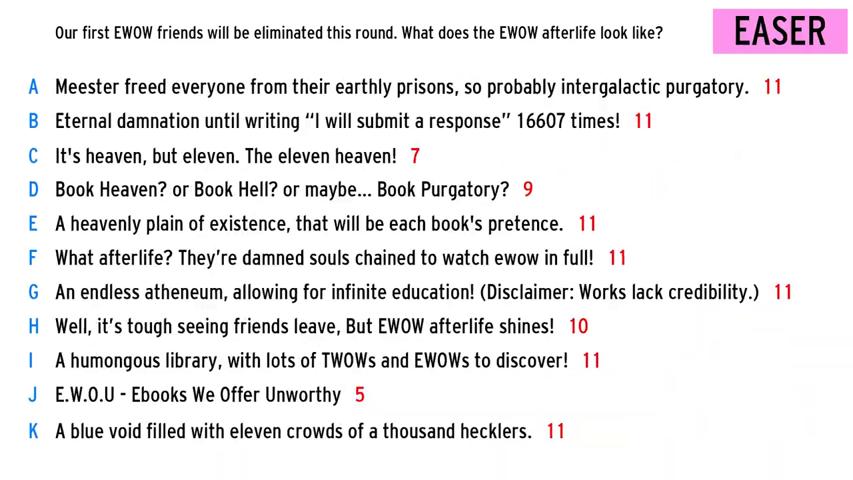 Our first EWOW friends will be eliminated this round. What does the EWOW afterlife look like?
EASER
A Meester freed everyone from their earthly prisons, so probably intergalactic purgatory. 11
B Eternal damnation until writing “I will submit a response” 16607 times! 11
C It's heaven, but eleven. The eleven heaven! 7
D Book Heaven? or Book Hell? or maybe... Book Purgatory? 9
E A heavenly plain of existence, that will be each book's pretence. 11
F What afterlife? They’re damned souls chained to watch ewow in full! 11
G An endless atheneum, allowing for infinite education! (Disclaimer: Works lack credibility.) 11
H Well, it’s tough seeing friends leave, But EWOW afterlife shines! 10
I A humongous library, with lots of TWOWs and EWOWs to discover! 11
J E.W.O.U - Ebooks We Offer Unworthy 5
K A blue void filled with eleven crowds of a thousand hecklers. 11